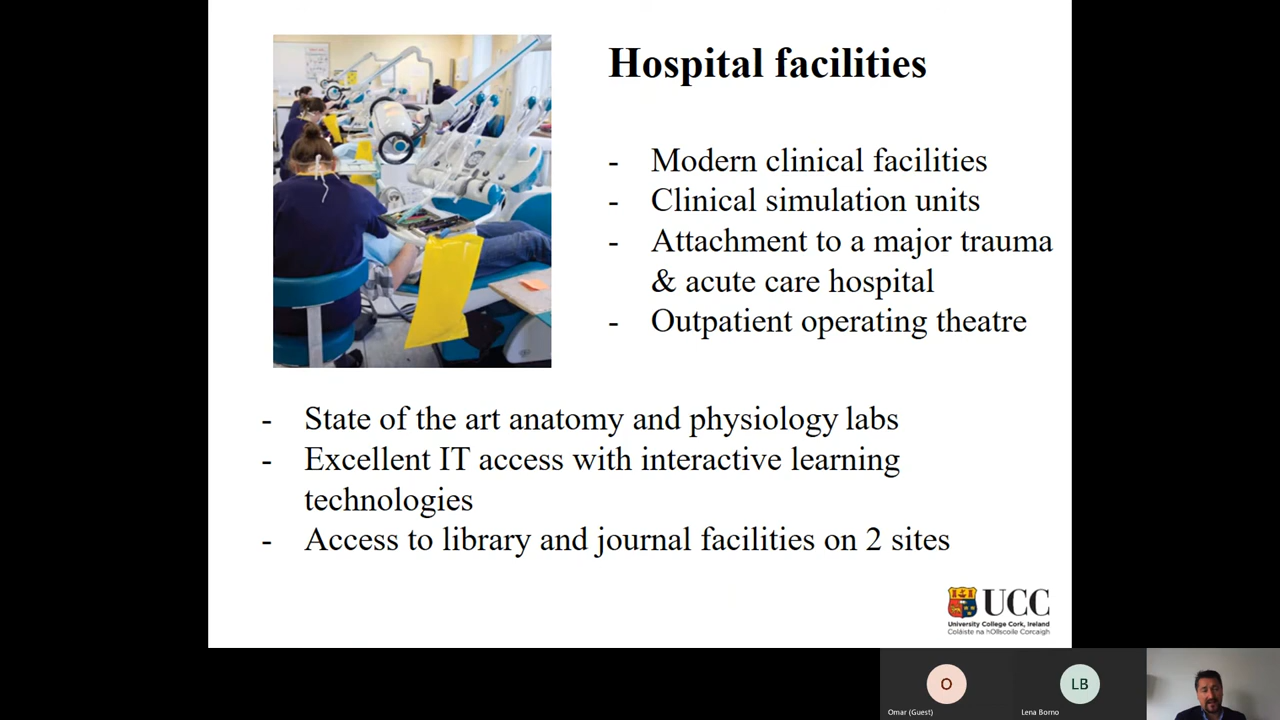 Hospital facilities
- Modern clinical facilities
- Clinical simulation units
- Attachment to a major trauma
& acute care hospital
- Outpatient operating theatre
- State of the art anatomy and physiology labs
- Excellent IT access with interactive learning
technologies
- Access to library and journal facilities on 2 sites
UCC
University College Cork, Ireland
Coláiste na hOllscoile Corcaigh
O
LB
Omar (Guest)
Lena Borno